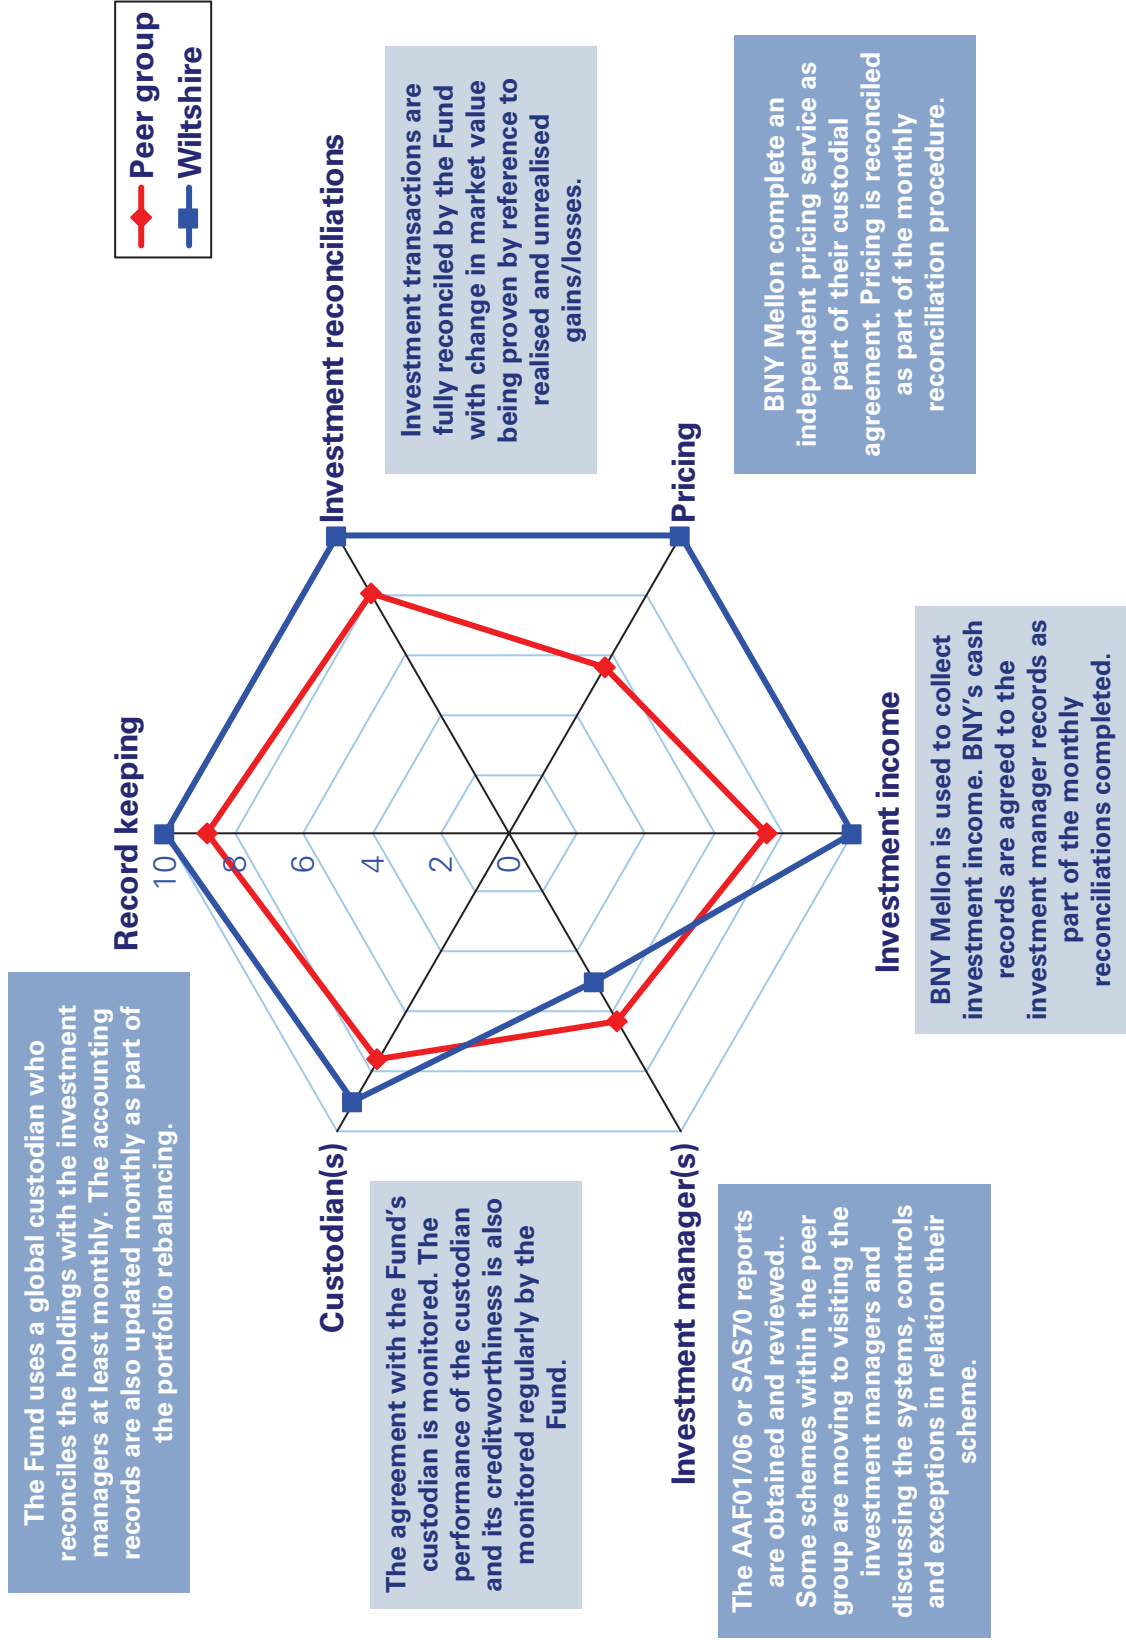 Peer group
Wiltshire
The Fund uses a global custodian who
reconciles the holdings with the investment
managers at least monthly. The accounting
records are also updated monthly as part of
the portfolio rebalancing.
Record keeping
10
8
6
4
2
0
Investment reconciliations
Investment transactions are
fully reconciled by the Fund
with change in market value
being proven by reference to
realised and unrealised
gains/losses.
Custodian(s)
The agreement with the Fund's
custodian is monitored. The
performance of the custodian
and its creditworthiness is also
monitored regularly by the
Fund.
Pricing
BNY Mellon complete an
independent pricing service as
part of their custodial
agreement. Pricing is reconciled
as part of the monthly
reconciliation procedure.
Investment manager(s)
The AAF01/06 or SAS70 reports
are obtained and reviewed..
Some schemes within the peer
group are moving to visiting the
investment managers and
discussing the systems, controls
and exceptions in relation their
scheme.
Investment income
BNY Mellon is used to collect
investment income. BNY's cash
records are agreed to the
investment manager records as
part of the monthly
reconciliations completed.